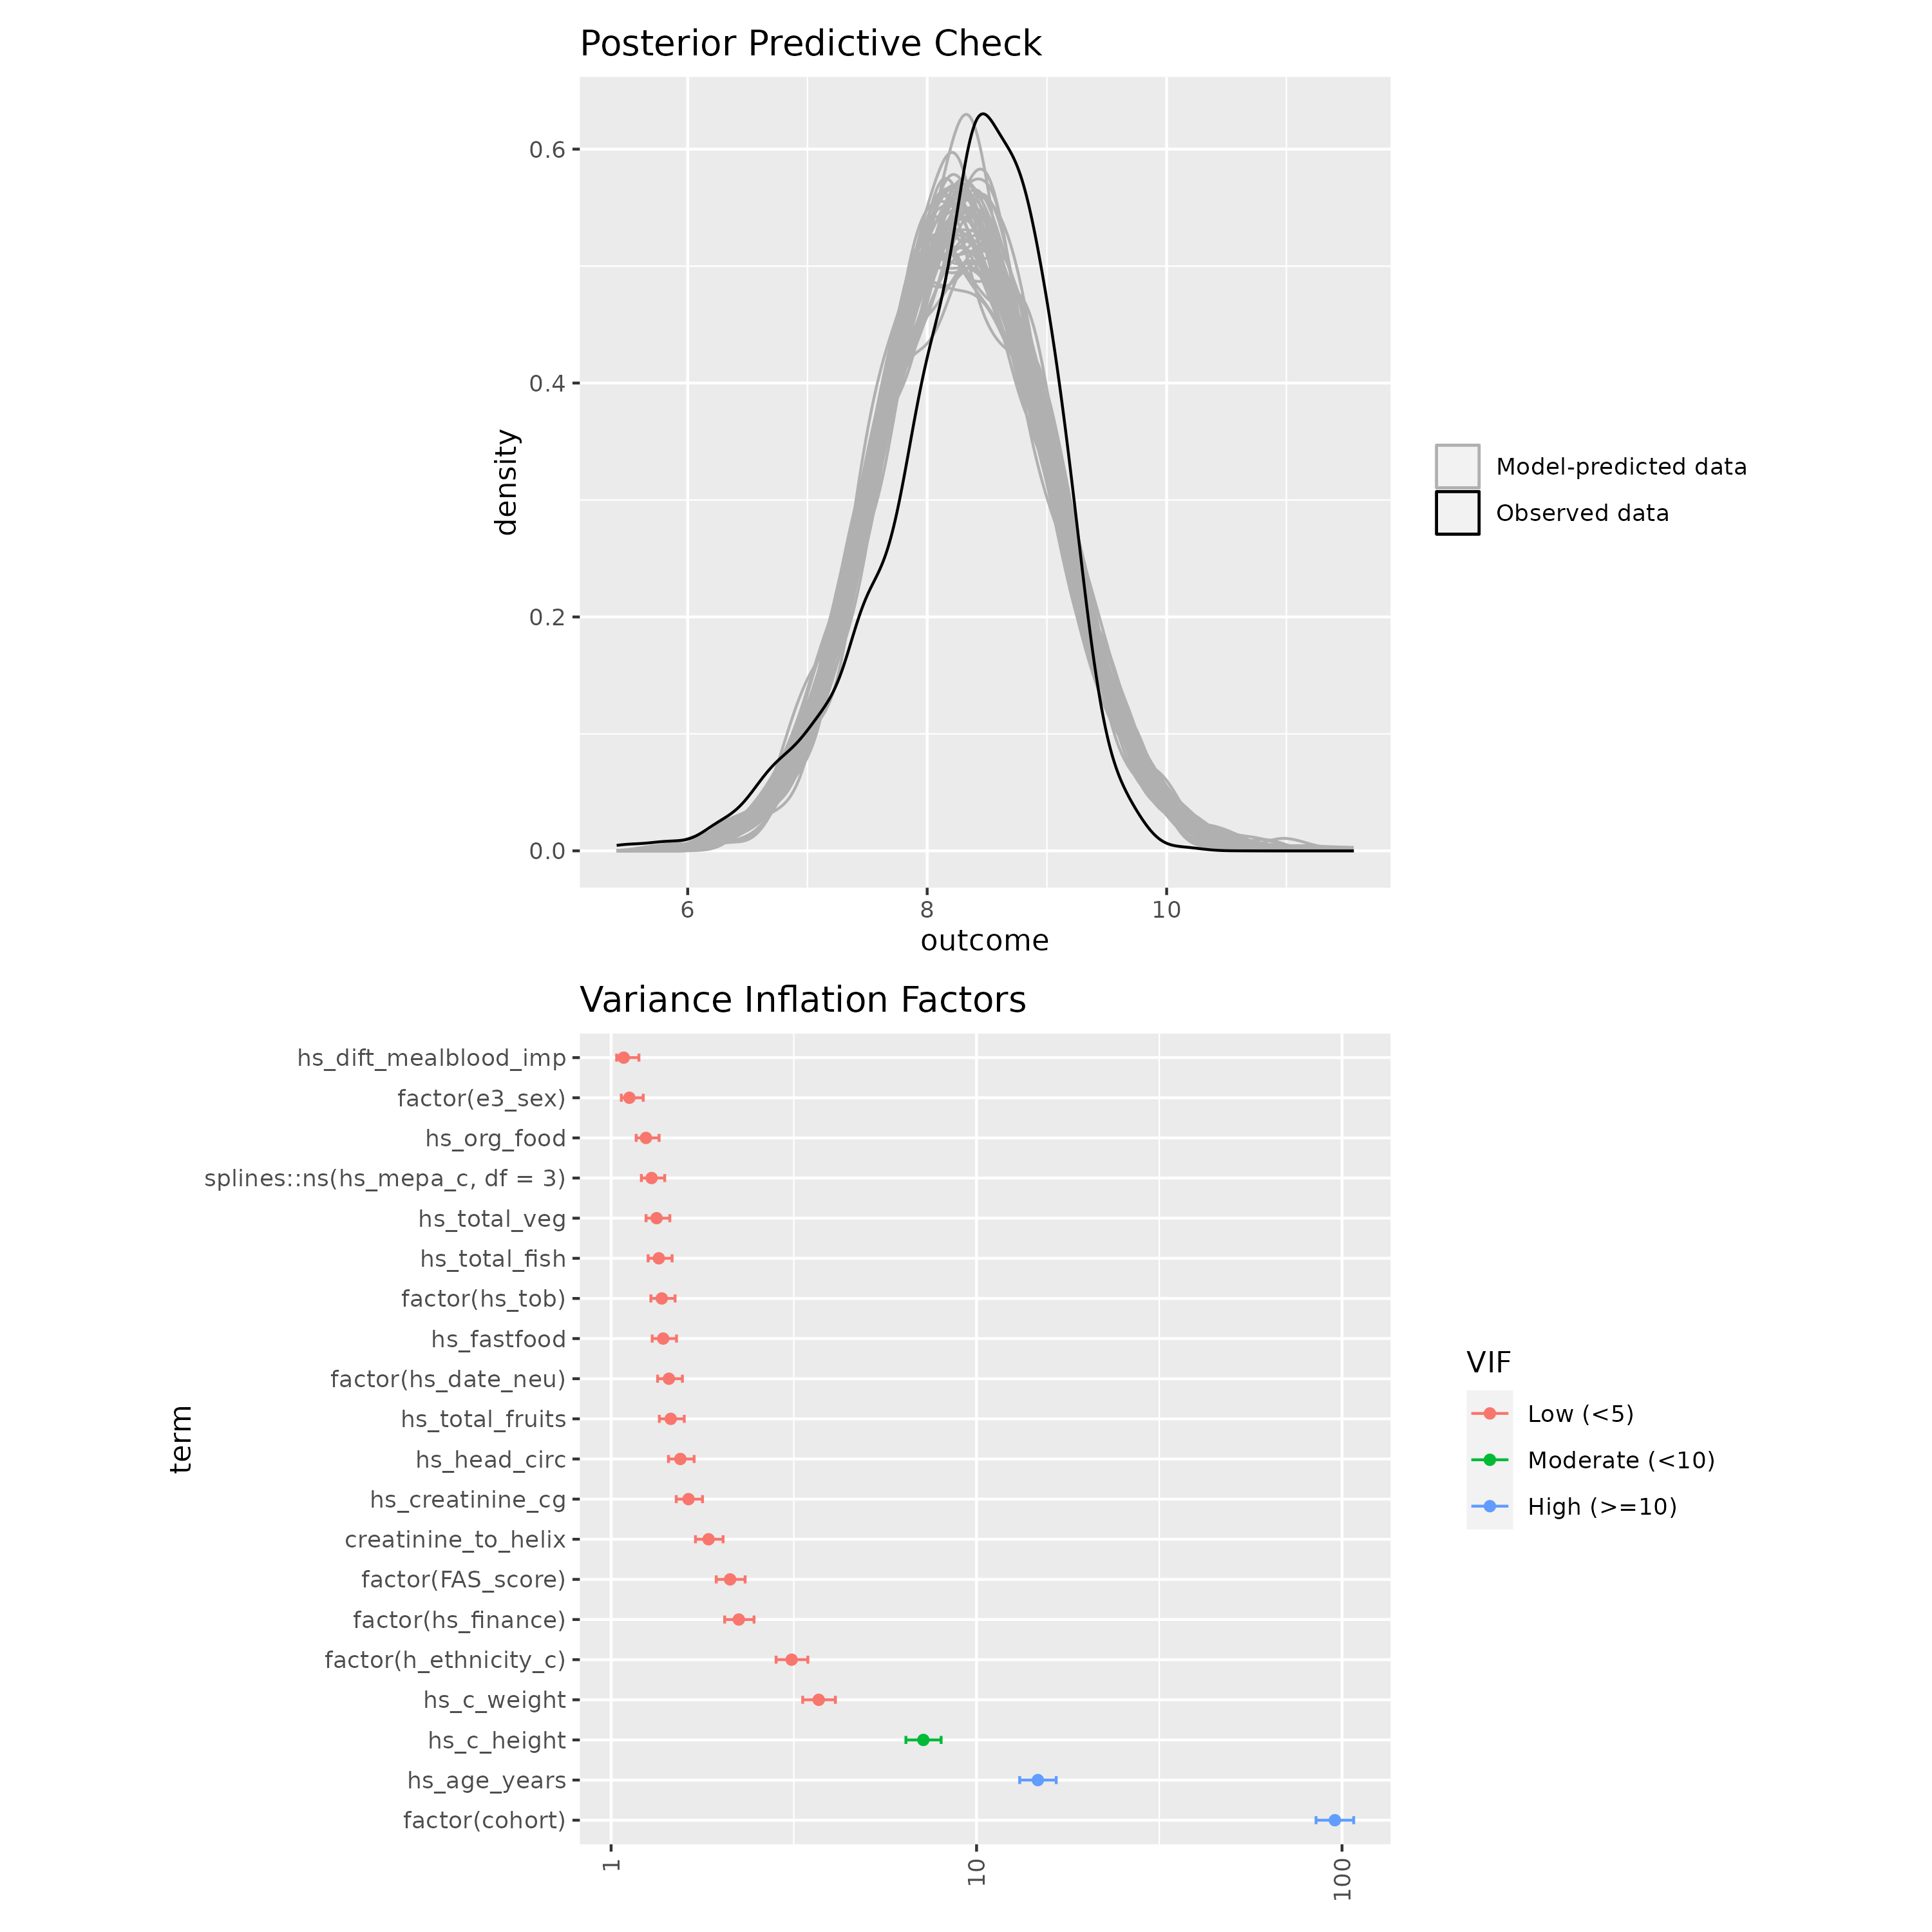 Posterior Predictive Check
0.6
0.4
0.2
0.0
density
6
8
10
outcome
Model-predicted data
Observed data
Variance Inflation Factors
term
hs_dift_mealblood_imp
factor(e3_sex)
hs_org_food
splines::ns(hs_mepa_c, df = 3)
hs_total_veg
hs_total_fish
factor(hs_tob)
hs_fastfood
factor(hs_date_neu)
hs_total_fruits
hs_head_circ
hs_creatinine_cg
creatinine_to_helix
factor(FAS_score)
factor(hs_finance)
factor(h_ethnicity_c)
hs_c_weight
hs_c_height
hs_age_years
factor(cohort)
1
10
100
VIF
Low (<5)
Moderate (<10)
High (>=10)